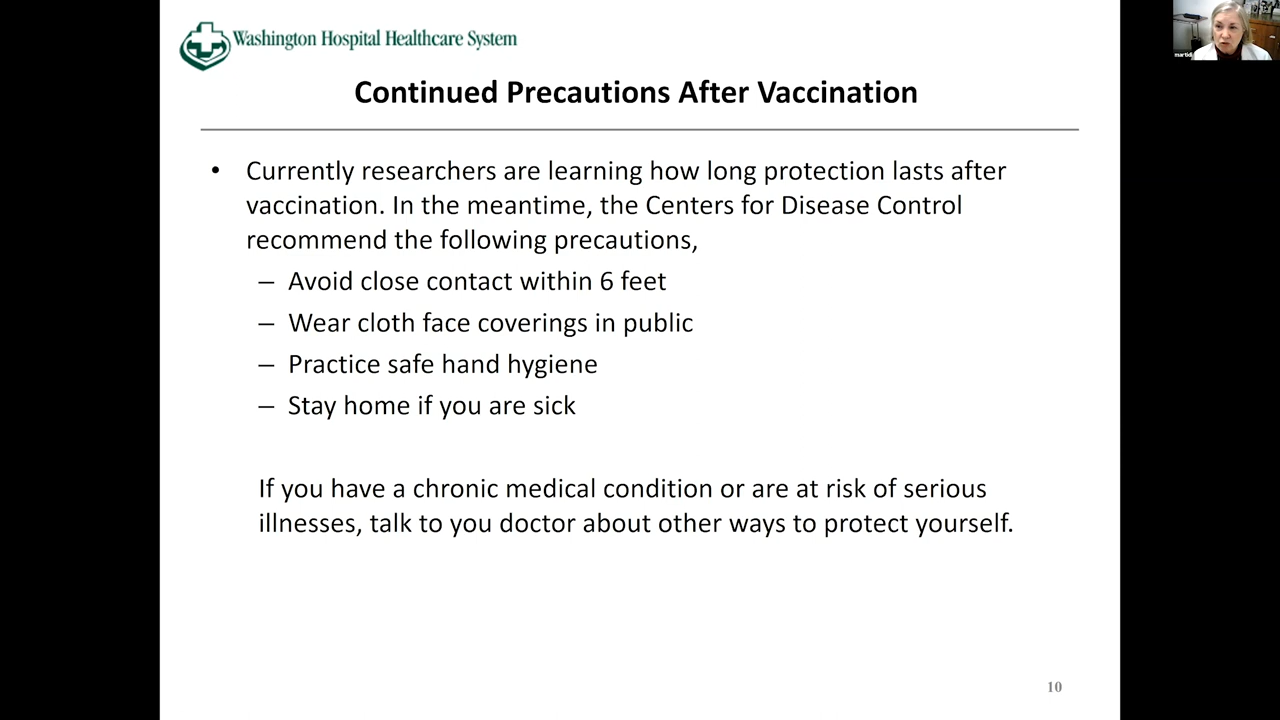 Washington Hospital Healthcare System
Continued Precautions After Vaccination
• Currently researchers are learning how long protection lasts after
vaccination. In the meantime, the Centers for Disease Control
recommend the following precautions,
– Avoid close contact within 6 feet
– Wear cloth face coverings in public
– Practice safe hand hygiene
– Stay home if you are sick
If you have a chronic medical condition or are at risk of serious
illnesses, talk to you doctor about other ways to protect yourself.
10